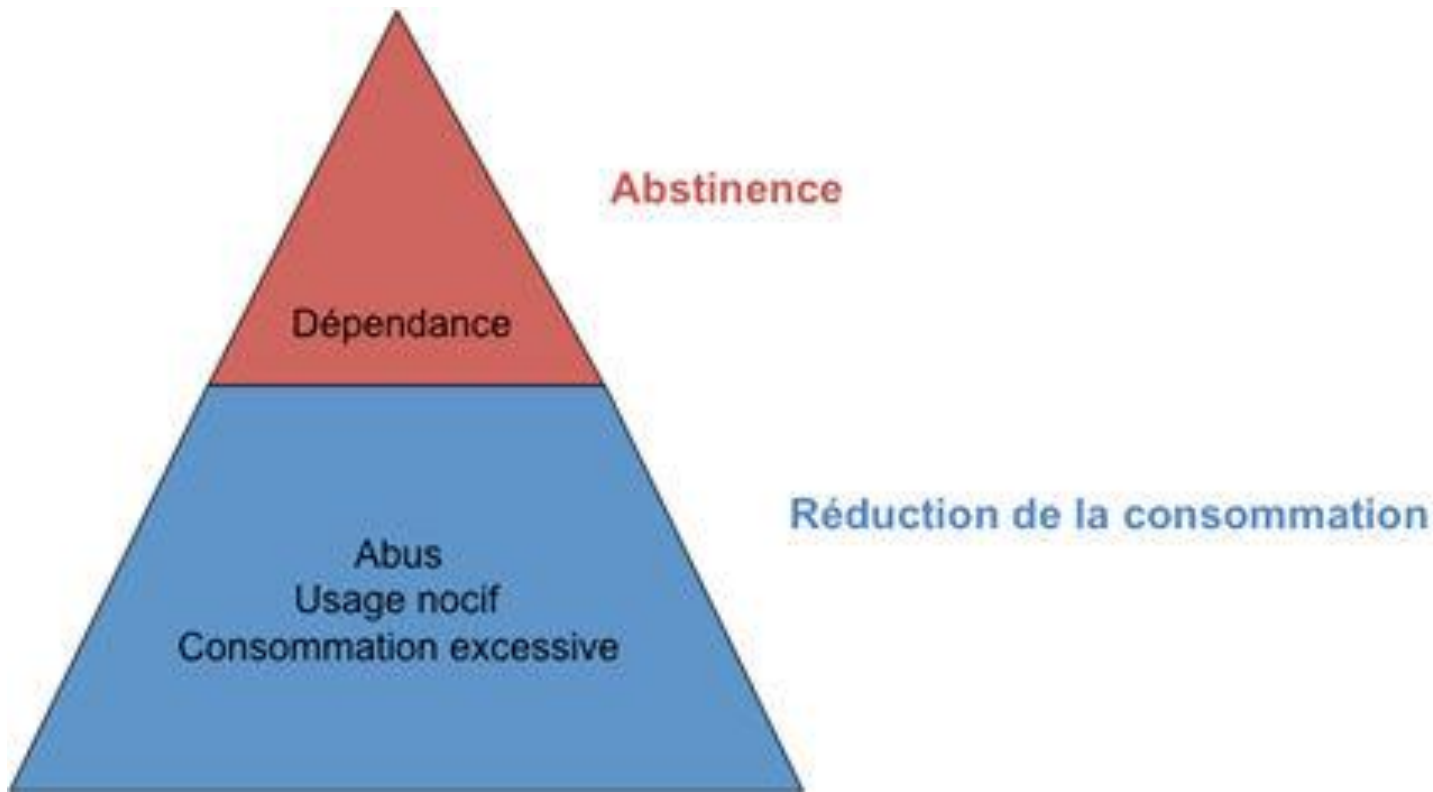 Abstinence
Dépendance
Réduction de la consommation
Abus
Usage nocif
Consommation excessive